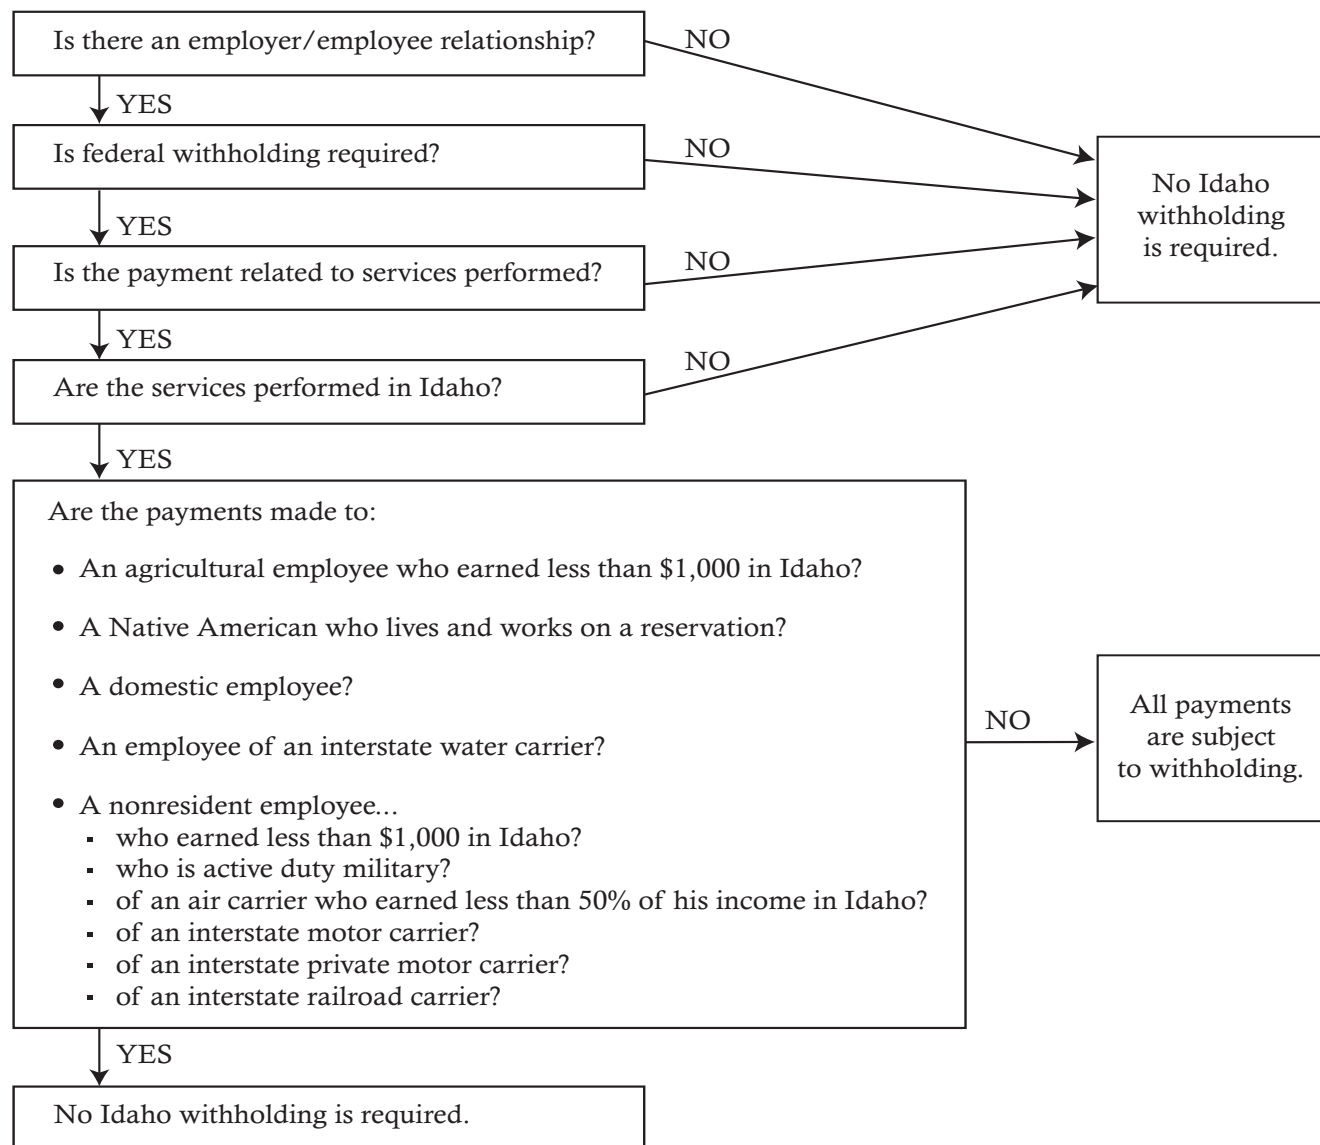 Is there an employer/employee relationship?
NO
YES
Is federal withholding required?
NO
YES
Is the payment related to services performed?
NO
YES
Are the services performed in Idaho?
NO
YES
No Idaho
withholding
is required.
Are the payments made to:
• An agricultural employee who earned less than $1,000 in Idaho?
• A Native American who lives and works on a reservation?
• A domestic employee?
• An employee of an interstate water carrier?
• A nonresident employee...
- who earned less than $1,000 in Idaho?
- who is active duty military?
- of an air carrier who earned less than 50% of his income in Idaho?
- of an interstate motor carrier?
- of an interstate private motor carrier?
- of an interstate railroad carrier?
NO
All payments
are subject
to withholding.
YES
No Idaho withholding is required.